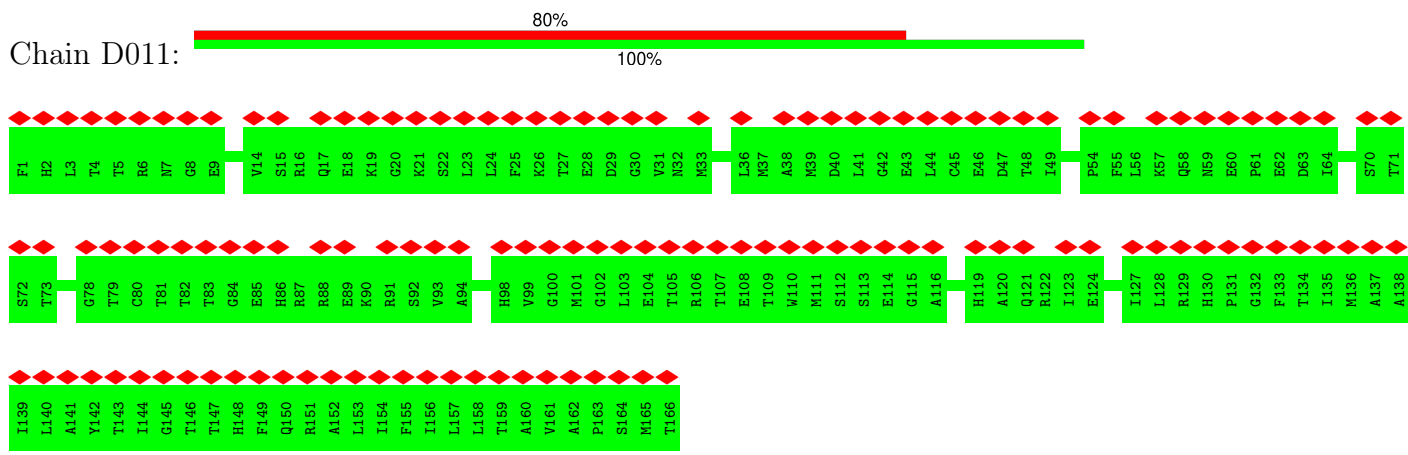 80%
Chain D011:
100%
F1 H2 L3 T4 T5 R6 N7 G8 E9 V14 S15 R16 Q17 E18 K19 G20 K21 S22 L23 L24 F25 K26 T27 E28 D29 G30 V31 N32 M33 L36 M37 A38 M39 D40 L41 G42 E43 L44 C45 E46 D47 T48 I49 P54 F55 L56 K57 Q58 N59 E60 P61 E62 D63 I64 S70 T71
S72 T73 G78 T79 C80 T81 T82 T83 G84 E85 H86 R87 R88 E89 K90 R91 S92 V93 A94 H98 V99 G100 M101 G102 L103 E104 T105 R106 T107 E108 T109 W110 M111 S112 S113 E114 G115 A116 H119 A120 Q121 R122 I123 E124 I127 L128 R129 H130 P131 G132 F133 T134 I135 M136 A137 A138
I139 L140 A141 Y142 T143 I144 G145 T146 T147 H148 F149 Q150 R151 A152 L153 I154 F155 I156 L157 L158 T159 A160 V161 A162 P163 S164 M165 T166